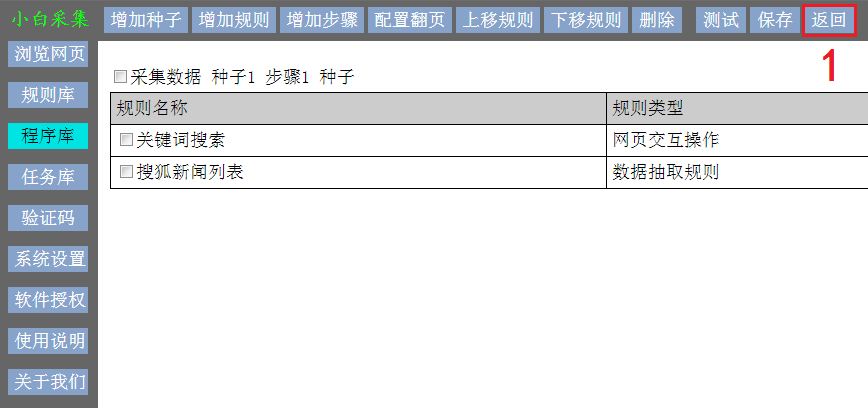 小白采集 增加种子 增加规则 增加步骤 配置翻页 上移规则 下移规则 删除 测试 保存 返回
1
浏览网页
规则库
程序库
任务库
验证码
系统设置
软件授权
使用说明
关于我们
采集数据 种子1 步骤1 种子
规则名称 规则类型
关键词搜索 网页交互操作
搜狐新闻列表 数据抽取规则